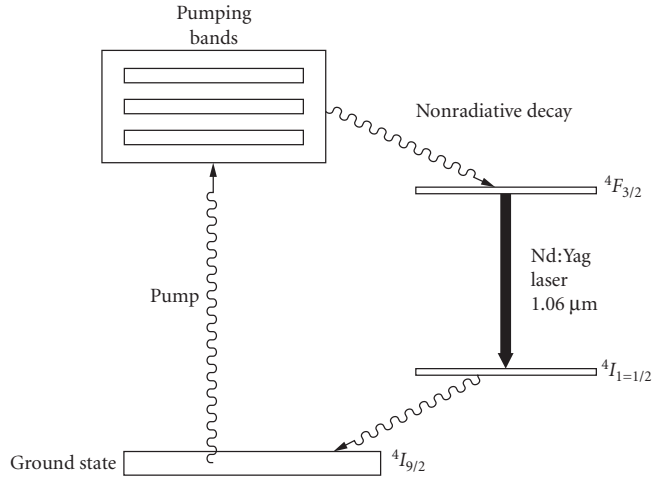 Pumping
bands
Nonradiative decay
⁴F₃/₂
Nd:Yag
laser
1.06 µm
Pump
⁴I₁₌₁/₂
Ground state
⁴I₉/₂